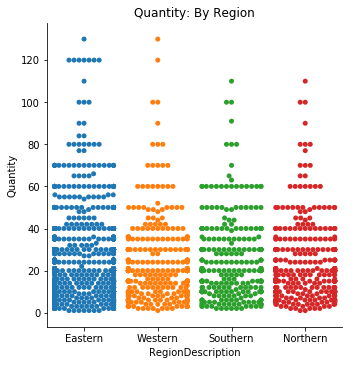 Quantity: By Region
120
100
80
60
40
20
0
Quantity
Eastern
Western
Southern
Northern
RegionDescription